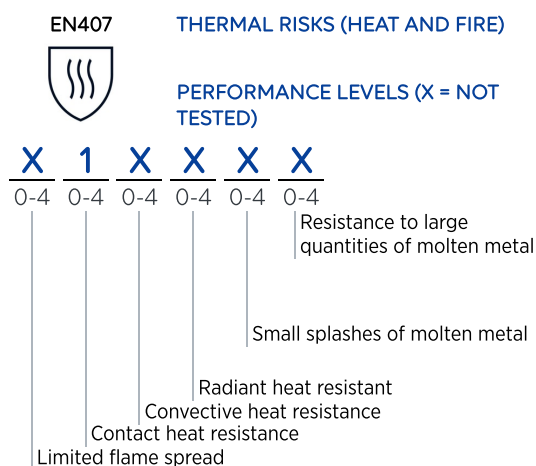 EN407
THERMAL RISKS (HEAT AND FIRE)
PERFORMANCE LEVELS (X = NOT
TESTED)
X 1 X X X X
0-4 0-4 0-4 0-4 0-4 0-4
Resistance to large
quantities of molten metal
Small splashes of molten metal
Radiant heat resistant
Convective heat resistance
Contact heat resistance
Limited flame spread